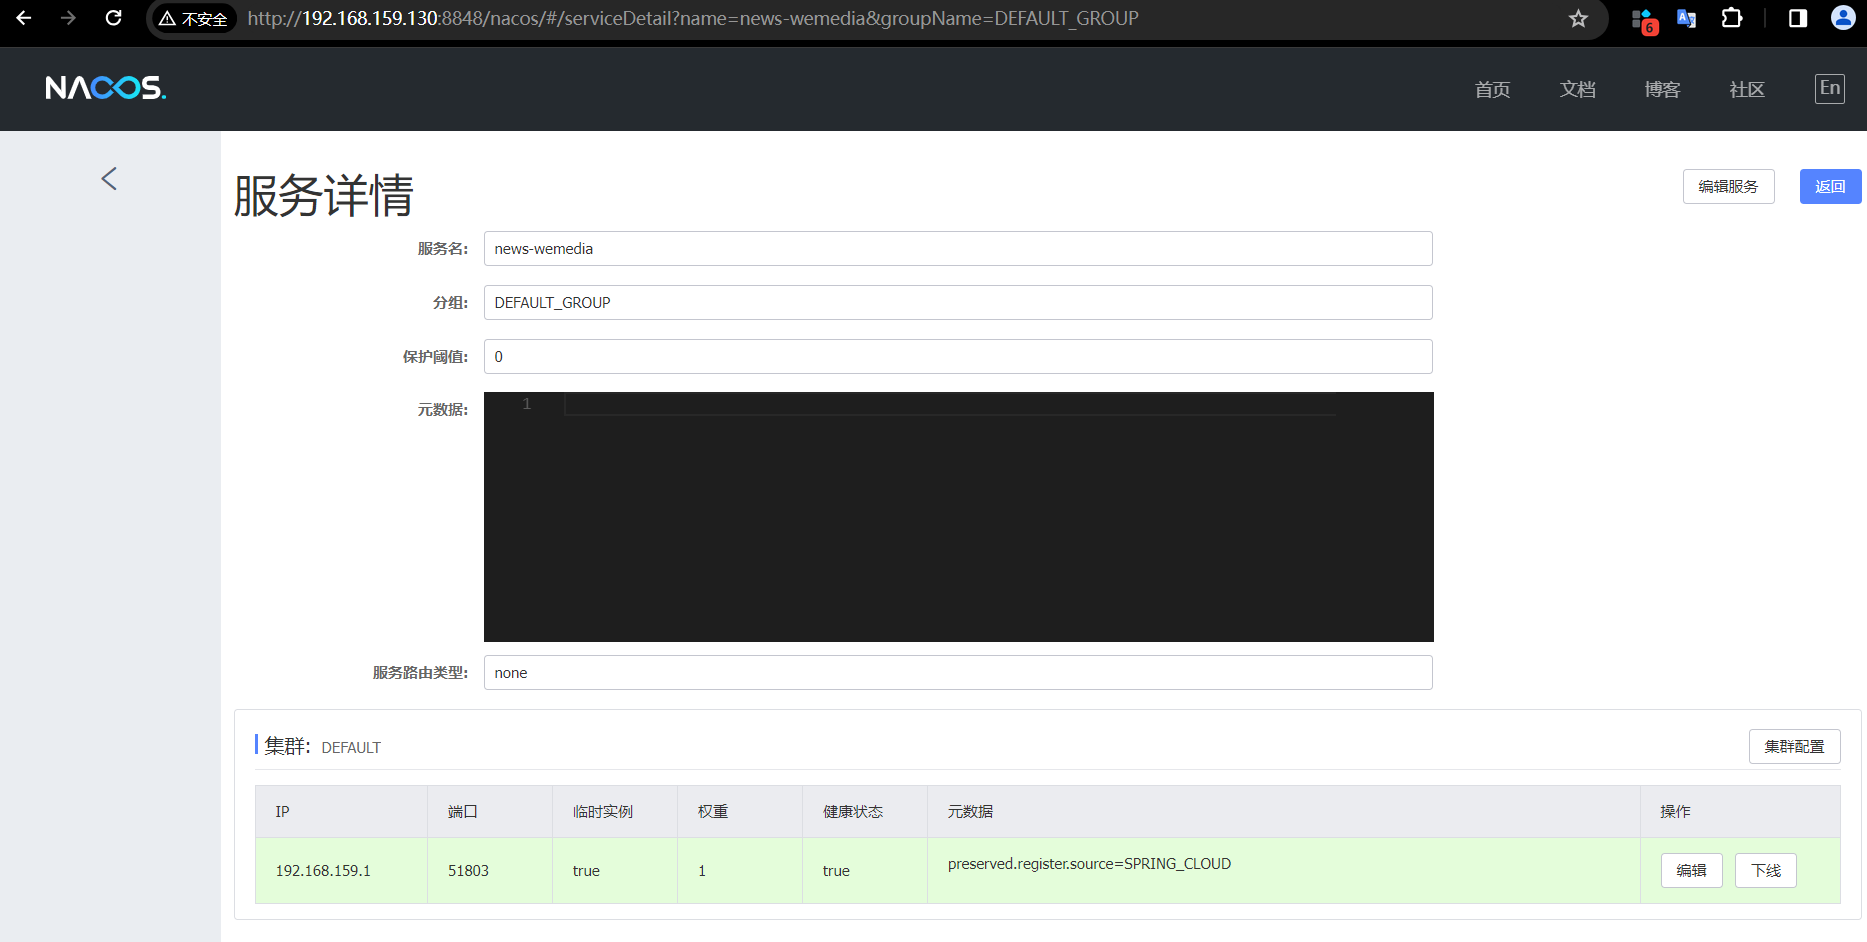 不安全 http://192.168.159.130:8848/nacos/#/serviceDetail?name=news-wemedia&groupName=DEFAULT_GROUP 6
NACOS. 首页 文档 博客 社区 En
服务详情 编辑服务 返回
服务名: news-wemedia
分组: DEFAULT_GROUP
保护阈值: 0
元数据: 1
服务路由类型: none
集群: DEFAULT 集群配置
IP 端口 临时实例 权重 健康状态 元数据 操作
192.168.159.1 51803 true 1 true preserved.register.source=SPRING_CLOUD 编辑 下线